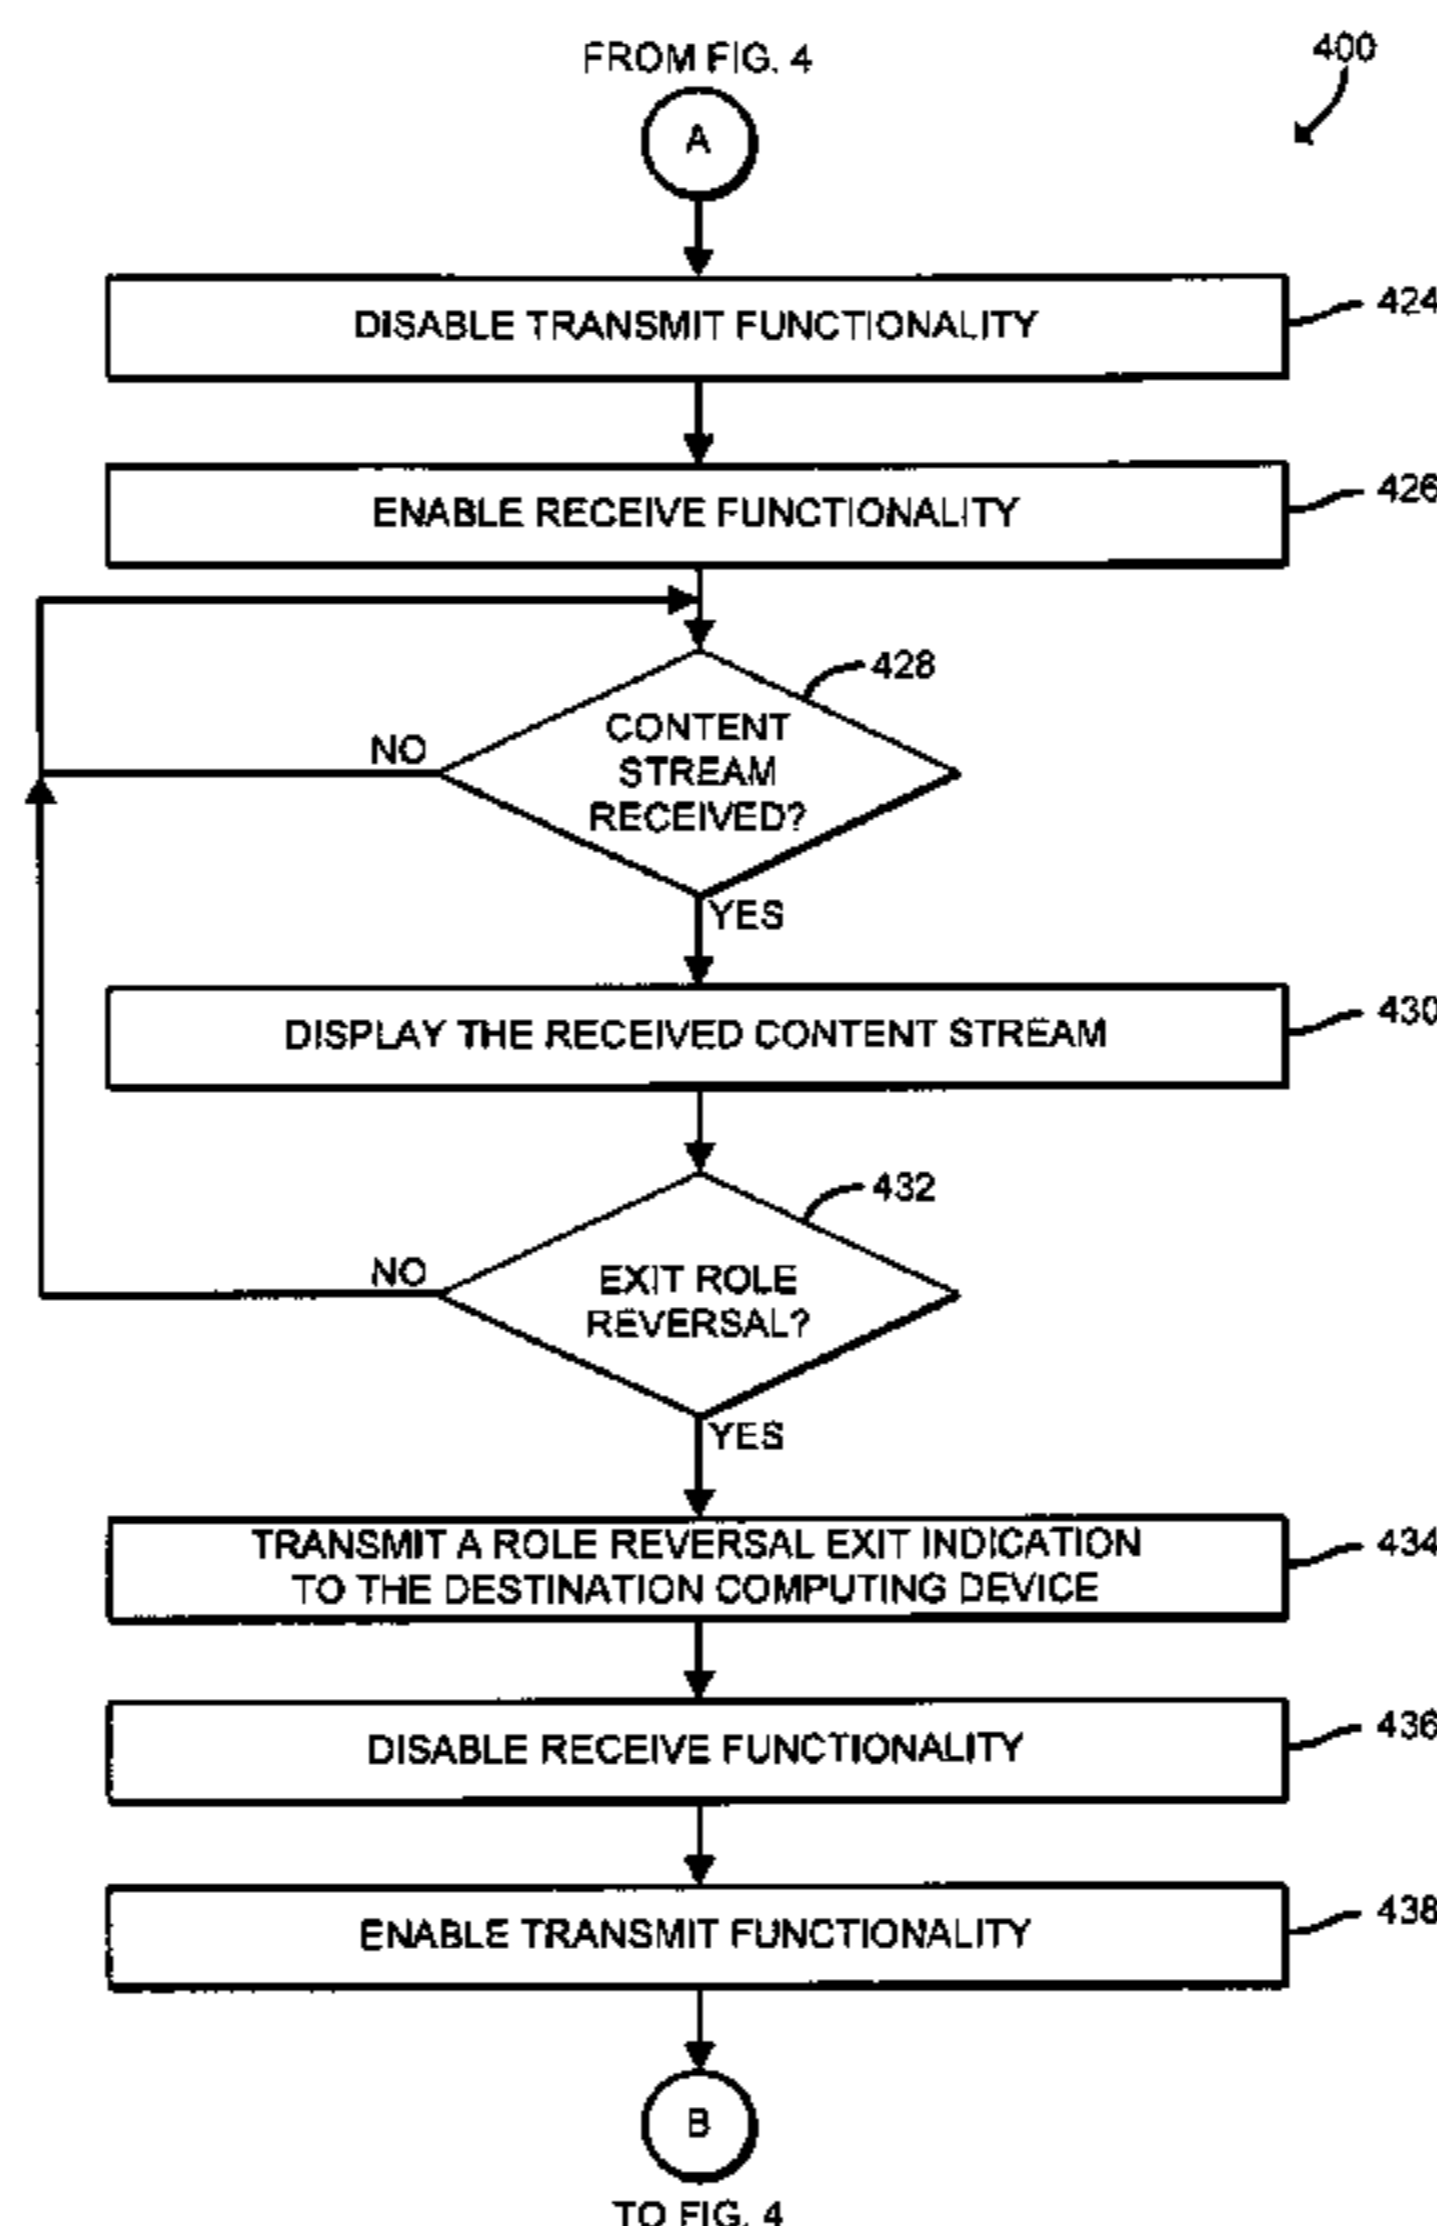 FROM FIG. 4
400
A
DISABLE TRANSMIT FUNCTIONALITY
424
ENABLE RECEIVE FUNCTIONALITY
426
428
CONTENT
STREAM
RECEIVED?
NO
YES
DISPLAY THE RECEIVED CONTENT STREAM
430
432
EXIT ROLE
REVERSAL?
NO
YES
TRANSMIT A ROLE REVERSAL EXIT INDICATION
TO THE DESTINATION COMPUTING DEVICE
434
DISABLE RECEIVE FUNCTIONALITY
436
ENABLE TRANSMIT FUNCTIONALITY
438
B
TO FIG. 4